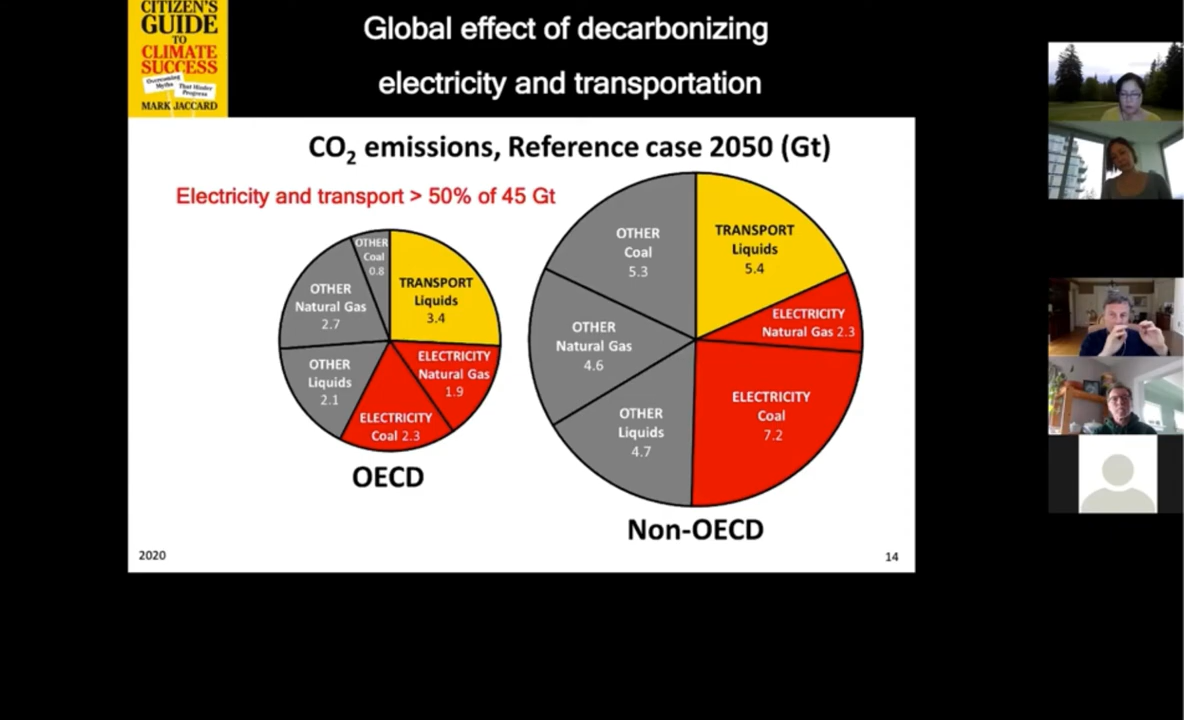 CITIZEN'S
GUIDE
TO
CLIMATE
SUCCESS
Overcoming
Myths
That Hinder
Progress
MARK JACCARD
Global effect of decarbonizing
electricity and transportation
CO₂ emissions, Reference case 2050 (Gt)
Electricity and transport > 50% of 45 Gt
OTHER
Coal
0.8
TRANSPORT
Liquids
3.4
OTHER
Natural Gas
2.7
ELECTRICITY
Natural Gas
1.9
OTHER
Liquids
2.1
ELECTRICITY
Coal 2.3
OECD
OTHER
Coal
5.3
TRANSPORT
Liquids
5.4
ELECTRICITY
Natural Gas 2.3
OTHER
Natural Gas
4.6
ELECTRICITY
Coal
7.2
OTHER
Liquids
4.7
Non-OECD
2020
14